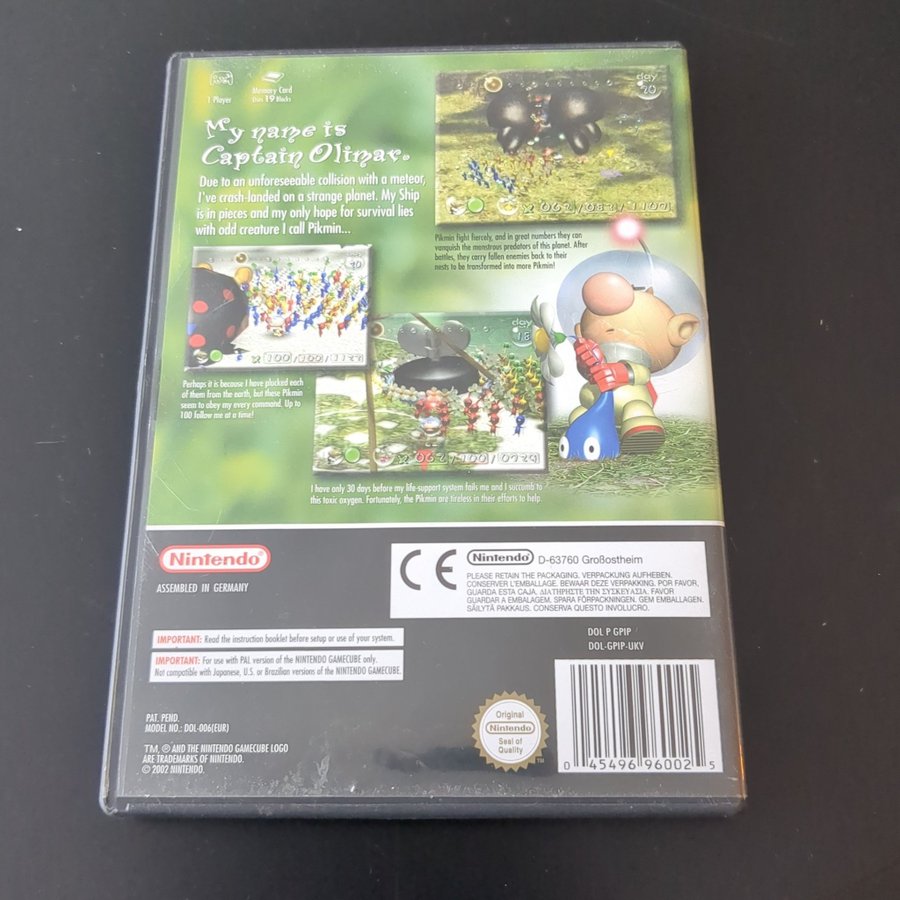 1 Player
Memory Card
Uses 19 Blocks
My name is
Captain Olimar.
Due to an unforeseeable collision with a meteor,
I've crash-landed on a strange planet. My Ship
is in pieces and my only hope for survival lies
with odd creature I call Pikmin...
day
Pikmin fight fiercely, and in great numbers they can
vanquish the monstrous predators of this planet. After
battles, they carry fallen enemies back to their
nests to be transformed into more Pikmin!
Perhaps it is because I have plucked each
of them from the earth, but these Pikmin
seem to obey my every command. Up to
100 follow me at a time!
day
18
I have only 30 days before my life-support system fails me and I succumb to
this toxic oxygen. Fortunately, the Pikmin are tireless in their efforts to help.
Nintendo®
ASSEMBLED IN GERMANY
CE Nintendo® D-63760 Großostheim
PLEASE RETAIN THE PACKAGING. VERPACKUNG AUFHEBEN.
CONSERVER L'EMBALLAGE. BEWAAR DEZE VERPAKKING. POR FAVOR,
GUARDA ESTA CAJA. ΔΙΑΤΗΡΗΣΤΕ ΤΗΝ ΣΥΣΚΕΥΑΣΙΑ. FAVOR
GUARDAR A EMBALAGEM. SPARA FÖRPACKNINGEN. GEM EMBALLAGEN.
SÄILYTÄ PAKKAUS. CONSERVA QUESTO INVOLUCRO.
DOL P GPIP
DOL-GPIP-UKV
IMPORTANT: Read the instruction booklet before setup or use of your system.
IMPORTANT: For use with PAL version of the NINTENDO GAMECUBE only.
Not compatible with Japanese, U.S. or Brazilian versions of the NINTENDO GAMECUBE.
PAT. PEND.
MODEL NO.: DOL-006(EUR)
TM, ® AND THE NINTENDO GAMECUBE LOGO
ARE TRADEMARKS OF NINTENDO.
© 2002 NINTENDO.
Original
Nintendo®
Seal of
Quality
TM
0 45496 96002 5